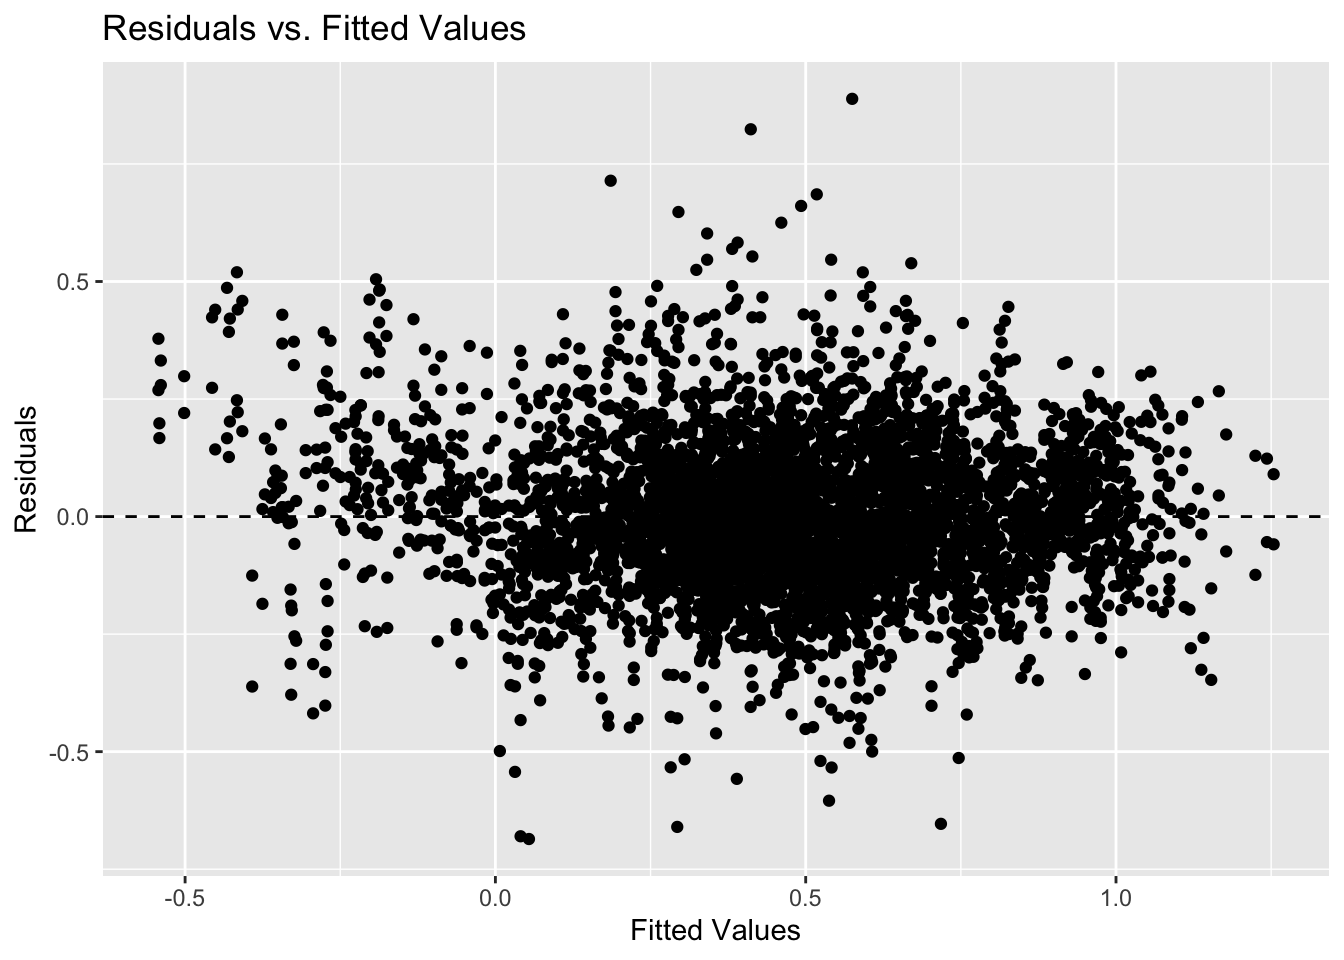 Residuals vs. Fitted Values
0.5
0.0
-0.5
Residuals
-0.5 0.0 0.5 1.0
Fitted Values